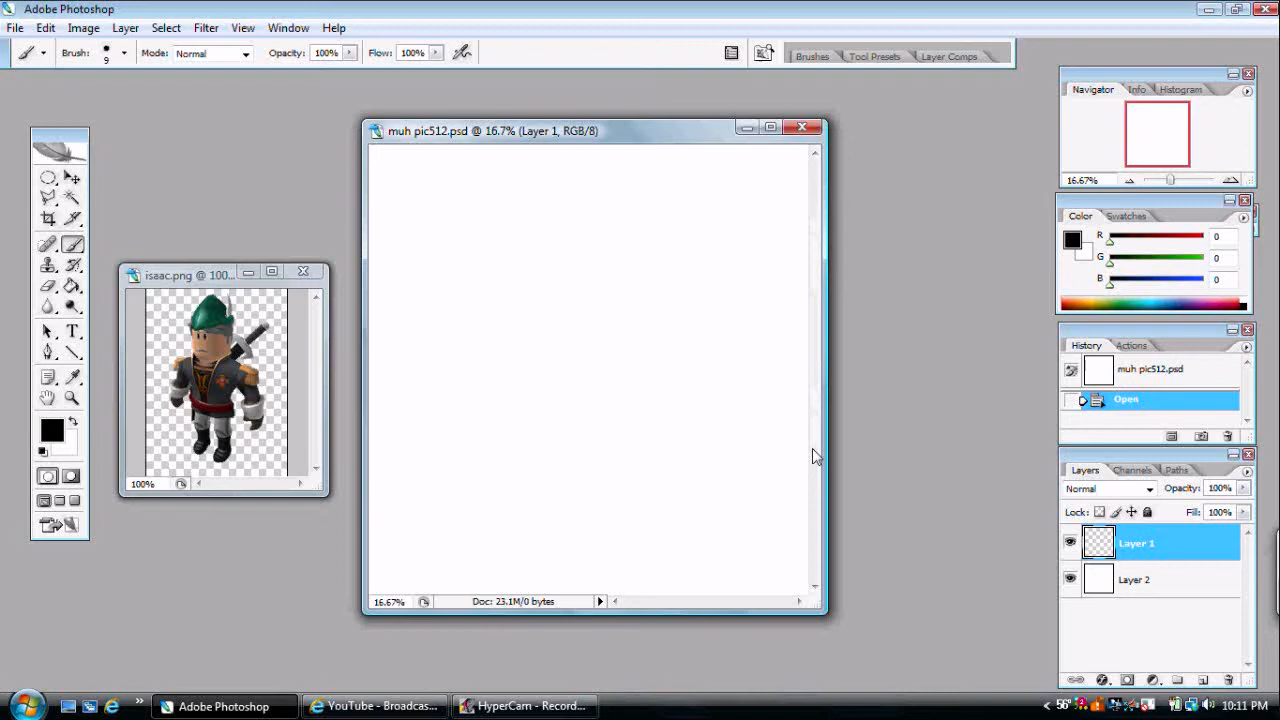 Adobe Photoshop
File Edit Image Layer Select Filter View Window Help
Brush: 9 Mode: Normal Opacity: 100% Flow: 100% Brushes Tool Presets Layer Comps
Navigator Info Histogram
16.67%
Color Swatches
R 0
G 0
B 0
muh pic512.psd @ 16.7% (Layer 1, RGB/8)
isaac.png @ 100...
100%
16.67% Doc: 23.1M/0 bytes
History Actions
muh pic512.psd
Open
Layers Channels Paths
Normal Opacity: 100%
Lock: Fill: 100%
Layer 1
Layer 2
Adobe Photoshop YouTube - Broadcas... HyperCam - Record... 56° 10:11 PM